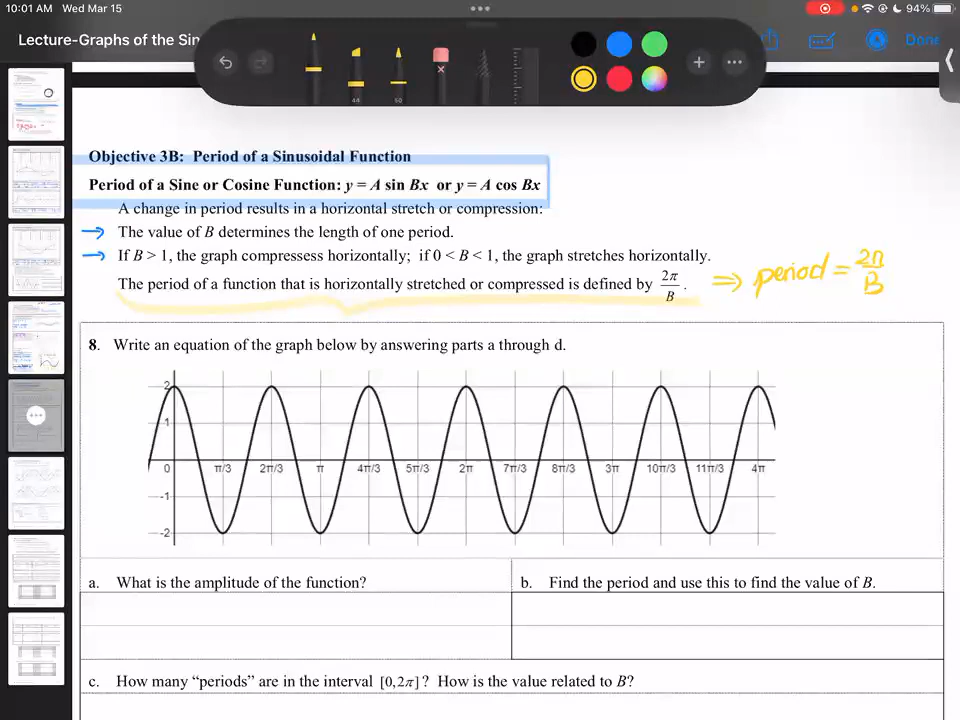 10:01 AM Wed Mar 15 94%
Lecture-Graphs of the Sin Done
44 50
Objective 3B: Period of a Sinusoidal Function
Period of a Sine or Cosine Function: y = A sin Bx or y = A cos Bx
A change in period results in a horizontal stretch or compression:
→ The value of B determines the length of one period.
→ If B > 1, the graph compressess horizontally; if 0 < B < 1, the graph stretches horizontally.
The period of a function that is horizontally stretched or compressed is defined by 2π/B. ⇒ period = 2π/B
8. Write an equation of the graph below by answering parts a through d.
2
1
0 π/3 2π/3 π 4π/3 5π/3 2π 7π/3 8π/3 3π 10π/3 11π/3 4π
-1
-2
a. What is the amplitude of the function?
b. Find the period and use this to find the value of B.
c. How many “periods” are in the interval [0,2π]? How is the value related to B?